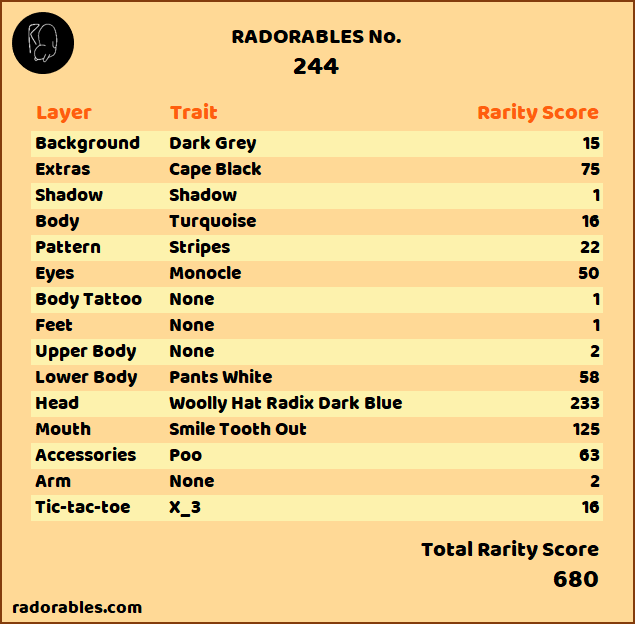 RADORABLES No.
244
Layer Trait Rarity Score
Background Dark Grey 15
Extras Cape Black 75
Shadow Shadow 1
Body Turquoise 16
Pattern Stripes 22
Eyes Monocle 50
Body Tattoo None 1
Feet None 1
Upper Body None 2
Lower Body Pants White 58
Head Woolly Hat Radix Dark Blue 233
Mouth Smile Tooth Out 125
Accessories Poo 63
Arm None 2
Tic-tac-toe X_3 16
Total Rarity Score
680
radorables.com